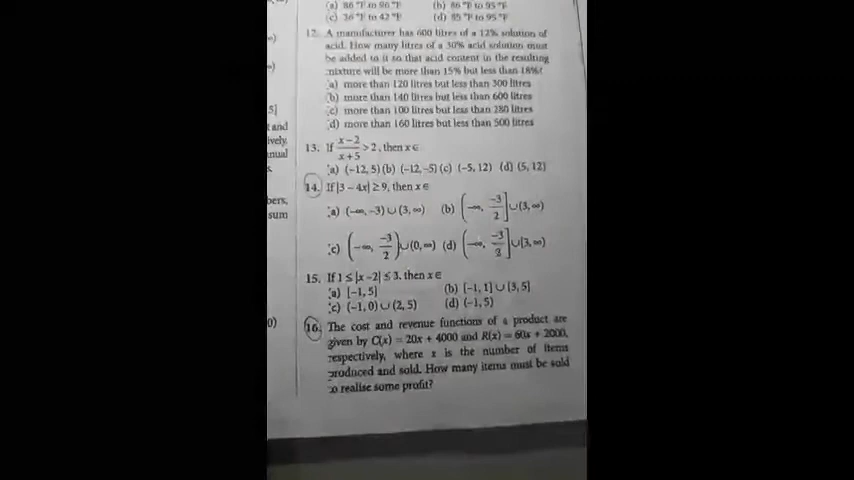 (a) 86 °F to 96 °F (b) 86 °F to 95 °F
(c) 36 °F to 42 °F (d) 85 °F to 95 °F
12. A manufacturer has 600 litres of a 12% solution of
acid. How many litres of a 30% acid solution must
be added to it so that acid content in the resulting
mixture will be more than 15% but less than 18%?
(a) more than 120 litres but less than 300 litres
(b) more than 140 litres but less than 600 litres
(c) more than 100 litres but less than 280 litres
(d) more than 160 litres but less than 500 litres
13. If x−2/x+5 > 2, then x ∈
(a) (−12, 5) (b) (−12, −5) (c) (−5, 12) (d) (5, 12)
14. If |3 − 4x| ≥ 9, then x ∈
(a) (−∞, −3) ∪ (3, ∞) (b) (−∞, −3/2] ∪ (3, ∞)
(c) (−∞, −3/2) ∪ (0, ∞) (d) (−∞, −3/2] ∪ [3, ∞)
15. If 1 ≤ |x − 2| ≤ 3, then x ∈
(a) [−1, 5] (b) [−1, 1] ∪ [3, 5]
(c) (−1, 0) ∪ (2, 5) (d) (−1, 5)
16. The cost and revenue functions of a product are
given by C(x) = 20x + 4000 and R(x) = 60x + 2000,
respectively, where x is the number of items
produced and sold. How many items must be sold
to realise some profit?
5]
t and
ively.
nual
s.
bers,
sum
0)